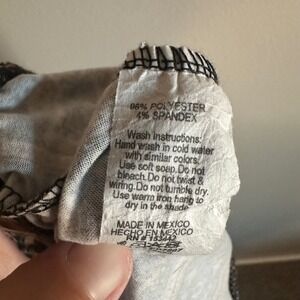 96% POLYESTER
4% SPANDEX
Wash Instructions:
Hand wash in cold water
with similar colors.
Use soft soap. Do not
bleach. Do not twist &
wiring. Do not tumble dry.
Use warm iron hang to
dry in the shade
MADE IN MEXICO
HECHO EN MEXICO
RN #